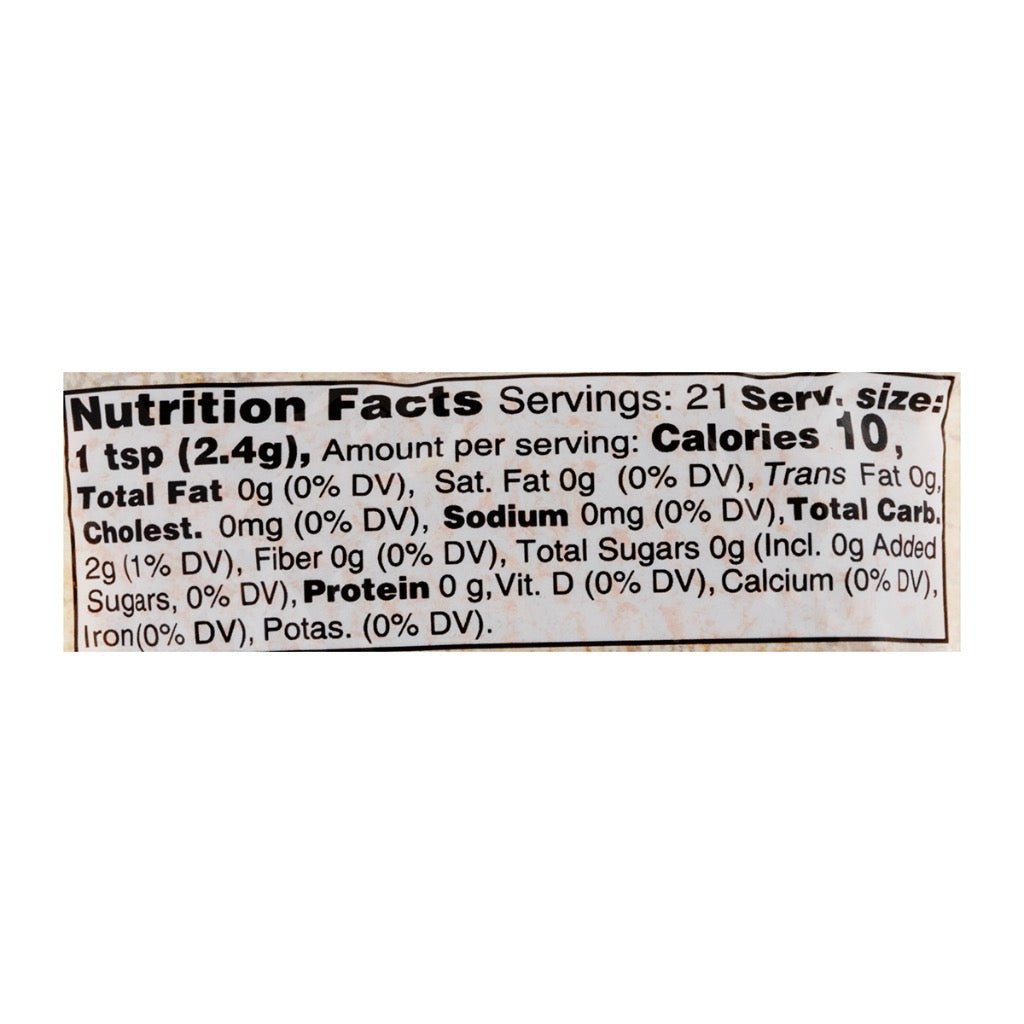 Nutrition Facts Servings: 21 Serv. size:
1 tsp (2.4g), Amount per serving: Calories 10,
Total Fat 0g (0% DV), Sat. Fat 0g (0% DV), Trans Fat 0g,
Cholest. 0mg (0% DV), Sodium 0mg (0% DV), Total Carb.
2g (1% DV), Fiber 0g (0% DV), Total Sugars 0g (Incl. 0g Added
Sugars, 0% DV), Protein 0 g, Vit. D (0% DV), Calcium (0% DV),
Iron(0% DV), Potas. (0% DV).